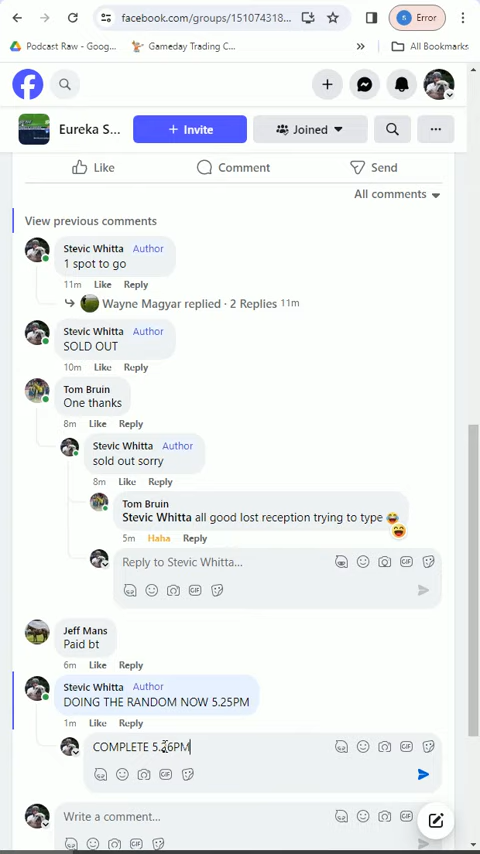 facebook.com/groups/151074318...
Error
Podcast Raw - Goog...
Gameday Trading C...
All Bookmarks
Eureka S...
+ Invite
Joined
Like
Comment
Send
All comments
View previous comments
Stevic Whitta Author
1 spot to go
11m Like Reply
Wayne Magyar replied · 2 Replies 11m
Stevic Whitta Author
SOLD OUT
10m Like Reply
Tom Bruin
One thanks
8m Like Reply
Stevic Whitta Author
sold out sorry
8m Like Reply
Tom Bruin
Stevic Whitta all good lost reception trying to type 😂
5m Haha Reply
Reply to Stevic Whitta...
GIF
Jeff Mans
Paid bt
6m Like Reply
Stevic Whitta Author
DOING THE RANDOM NOW 5.25PM
1m Like Reply
COMPLETE 5.26PM
GIF
Write a comment...
GIF